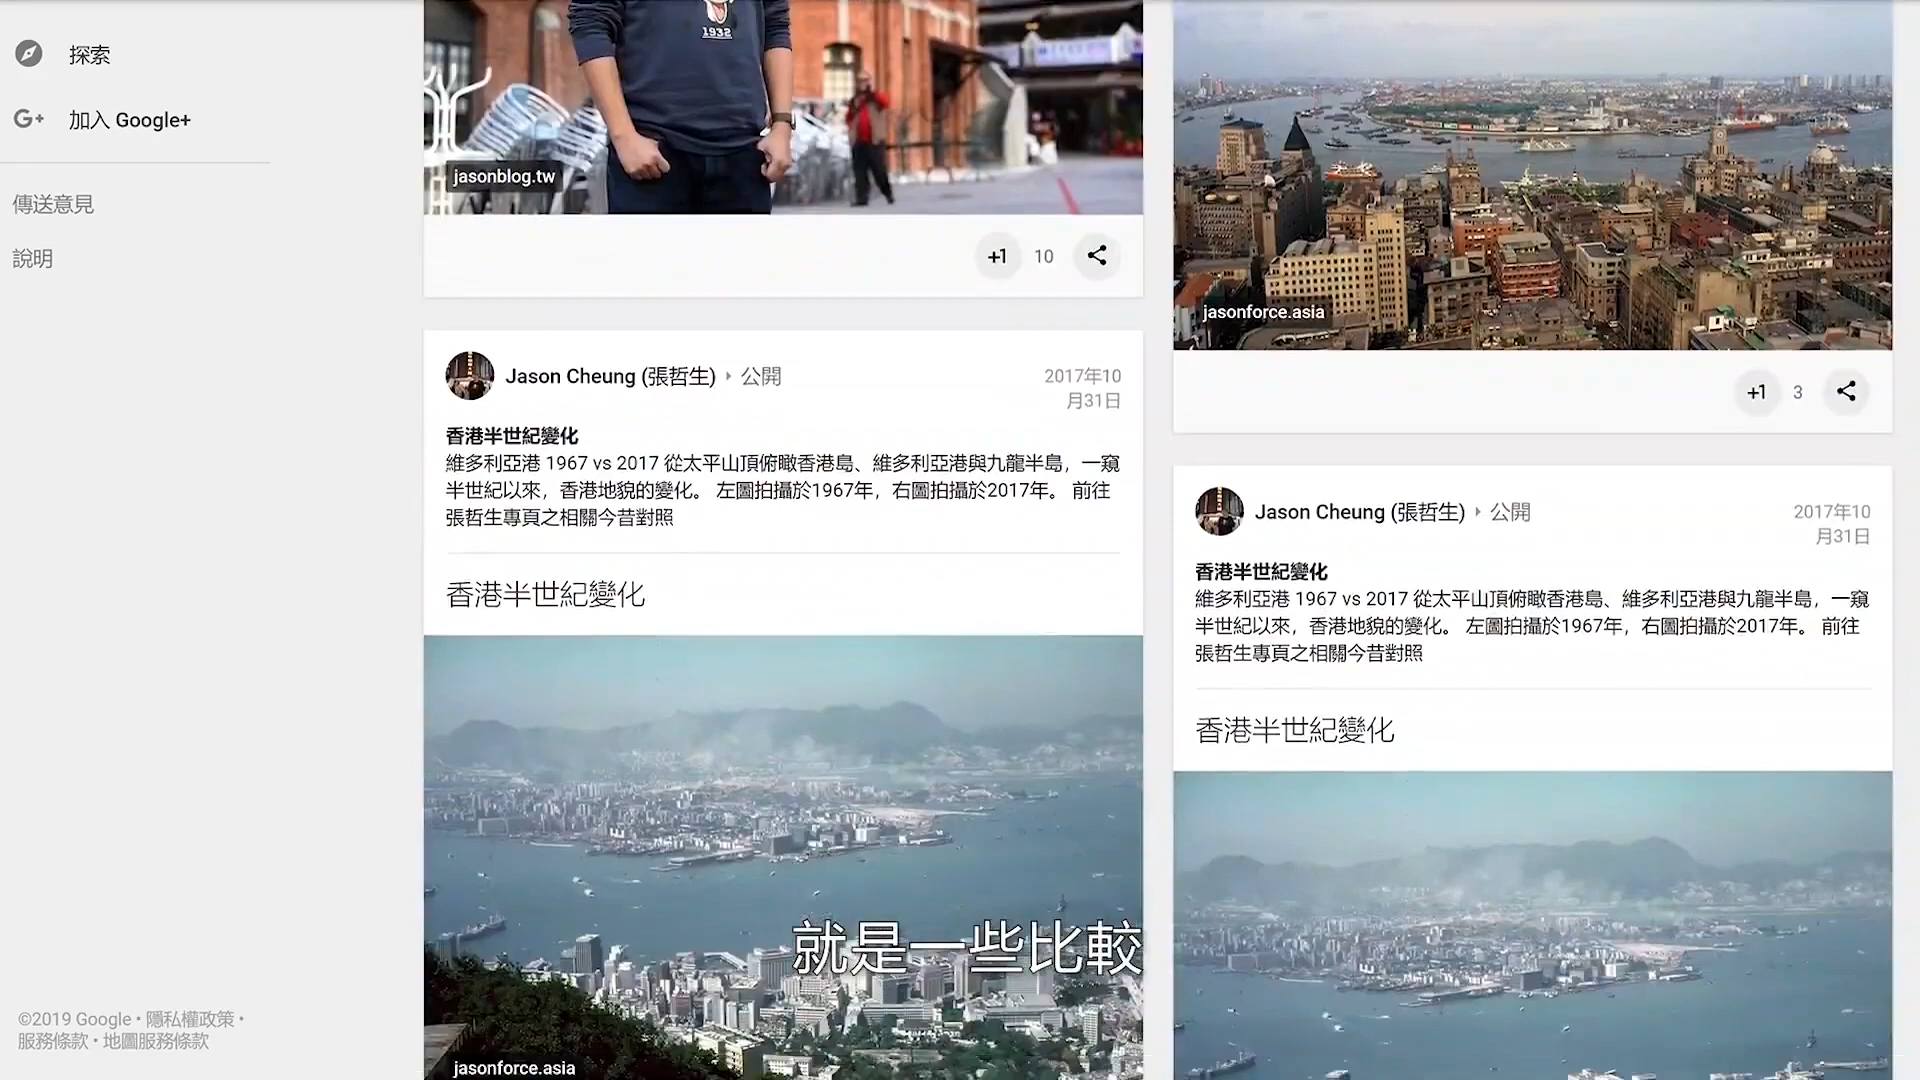 探索
G+ 加入 Google+
傳送意見
說明
©2019 Google • 隱私權政策 •
服務條款 • 地圖服務條款
1932
jasonblog.tw
+1 10
Jason Cheung (張哲生) 公開
2017年10
月31日
香港半世紀變化
維多利亞港 1967 vs 2017 從太平山頂俯瞰香港島、維多利亞港與九龍半島，一窺
半世紀以來，香港地貌的變化。 左圖拍攝於1967年，右圖拍攝於2017年。 前往
張哲生專頁之相關今昔對照
香港半世紀變化
就是一些比較
jasonforce.asia
jasonforce.asia
+1 3
Jason Cheung (張哲生) 公開
2017年10
月31日
香港半世紀變化
維多利亞港 1967 vs 2017 從太平山頂俯瞰香港島、維多利亞港與九龍半島，一窺
半世紀以來，香港地貌的變化。 左圖拍攝於1967年，右圖拍攝於2017年。 前往
張哲生專頁之相關今昔對照
香港半世紀變化